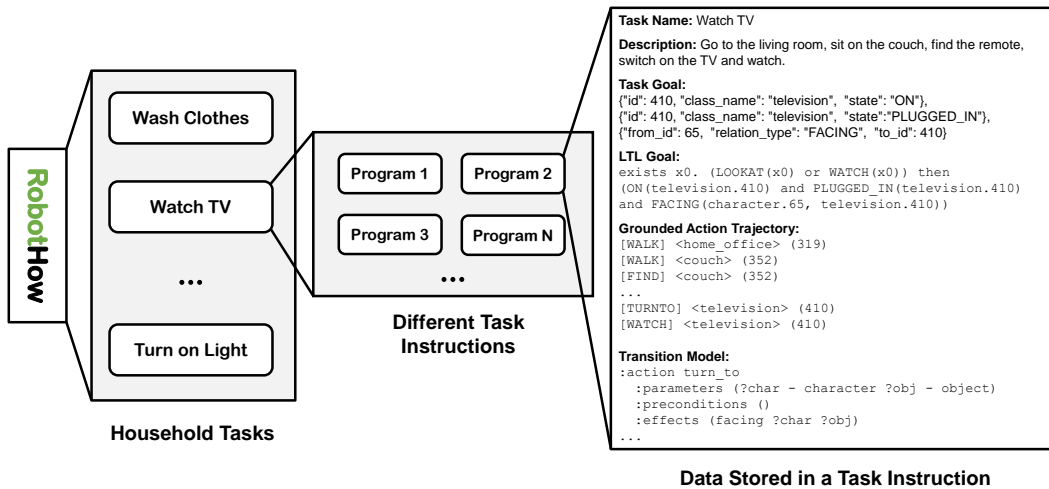 RobotHow
Wash Clothes
Watch TV
...
Turn on Light
Household Tasks
Program 1
Program 2
Program 3
Program N
...
Different Task
Instructions
Task Name: Watch TV
Description: Go to the living room, sit on the couch, find the remote,
switch on the TV and watch.
Task Goal:
{"id": 410, "class_name": "television", "state": "ON"},
{"id": 410, "class_name": "television", "state":"PLUGGED_IN"},
{"from_id": 65, "relation_type": "FACING", "to_id": 410}
LTL Goal:
exists x0. (LOOKAT(x0) or WATCH(x0)) then
(ON(television.410) and PLUGGED_IN(television.410)
and FACING(character.65, television.410))
Grounded Action Trajectory:
[WALK] <home_office> (319)
[WALK] <couch> (352)
[FIND] <couch> (352)
...
[TURNTO] <television> (410)
[WATCH] <television> (410)
Transition Model:
:action turn_to
:parameters (?char - character ?obj - object)
:preconditions ()
:effects (facing ?char ?obj)
...
Data Stored in a Task Instruction